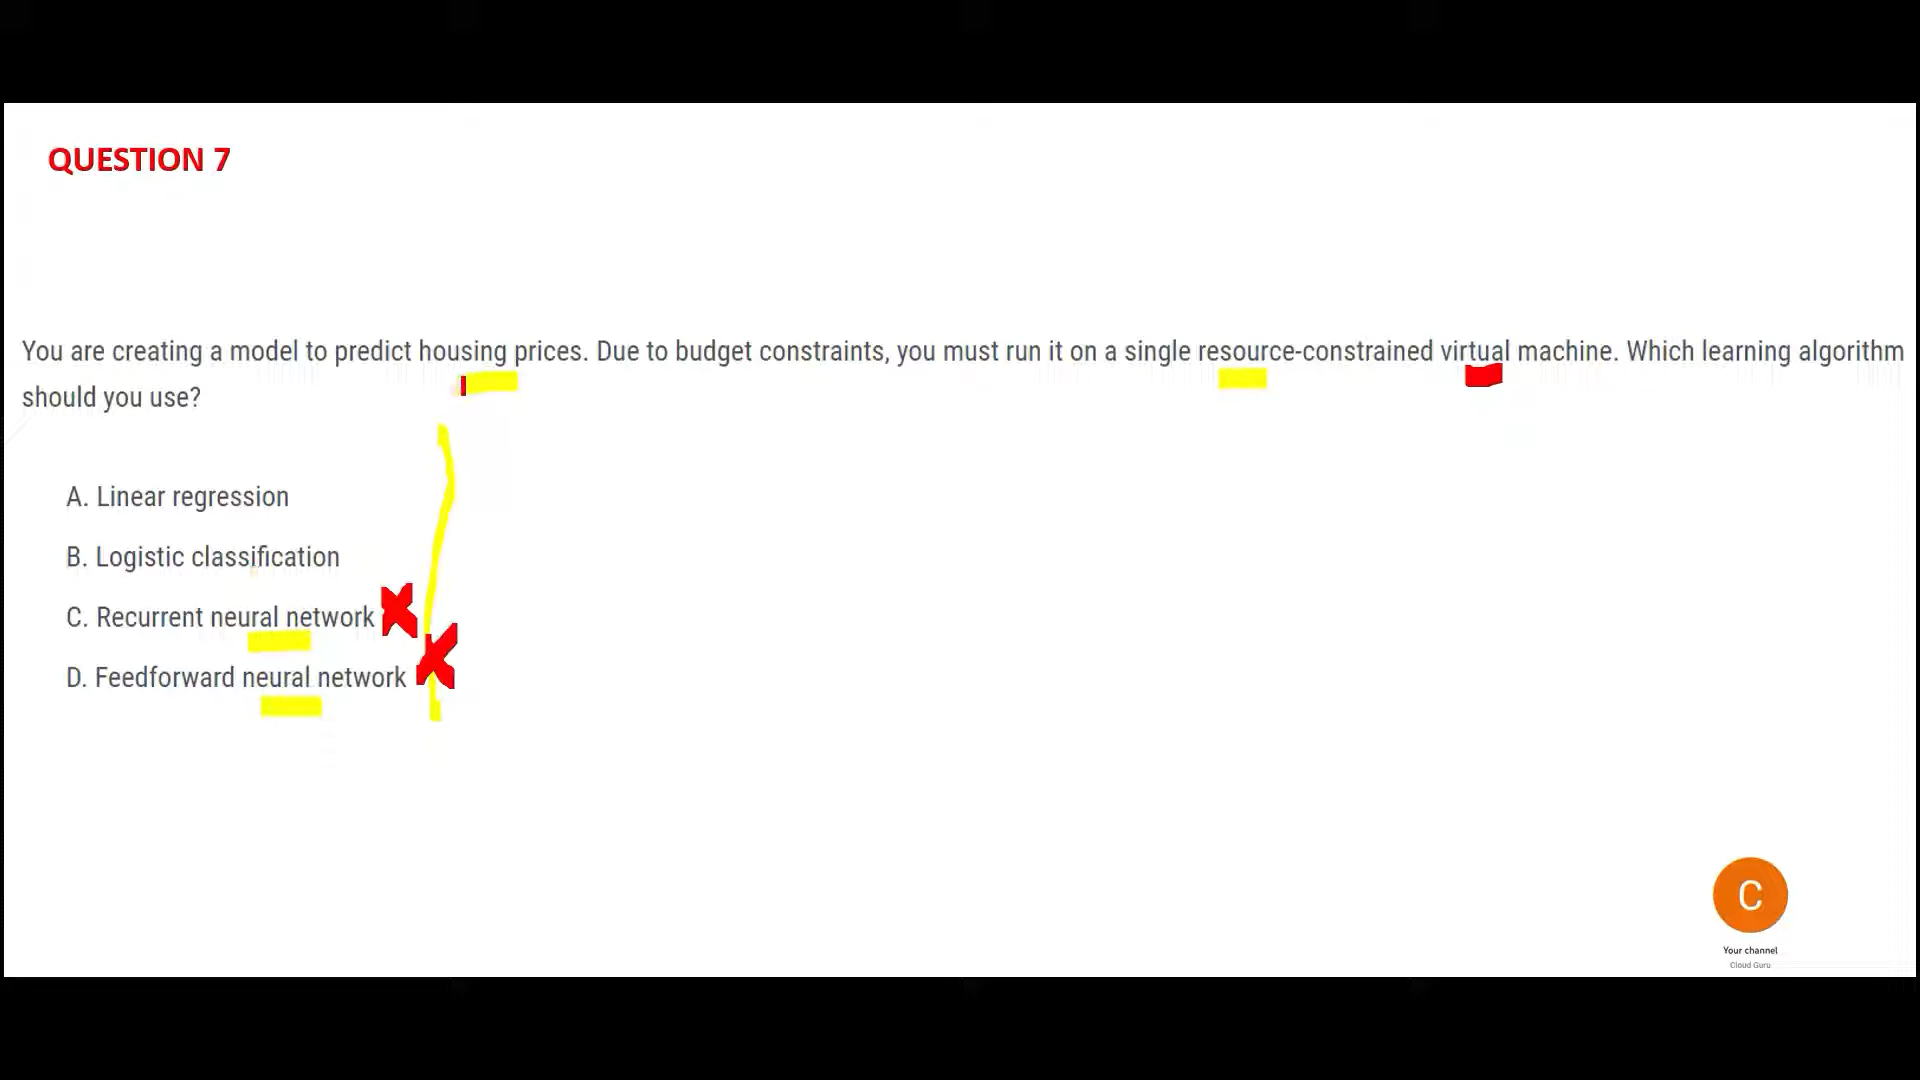 QUESTION 7
You are creating a model to predict housing prices. Due to budget constraints, you must run it on a single resource-constrained virtual machine. Which learning algorithm
should you use?
A. Linear regression
B. Logistic classification
C. Recurrent neural network
D. Feedforward neural network
C
Your channel
Cloud Guru